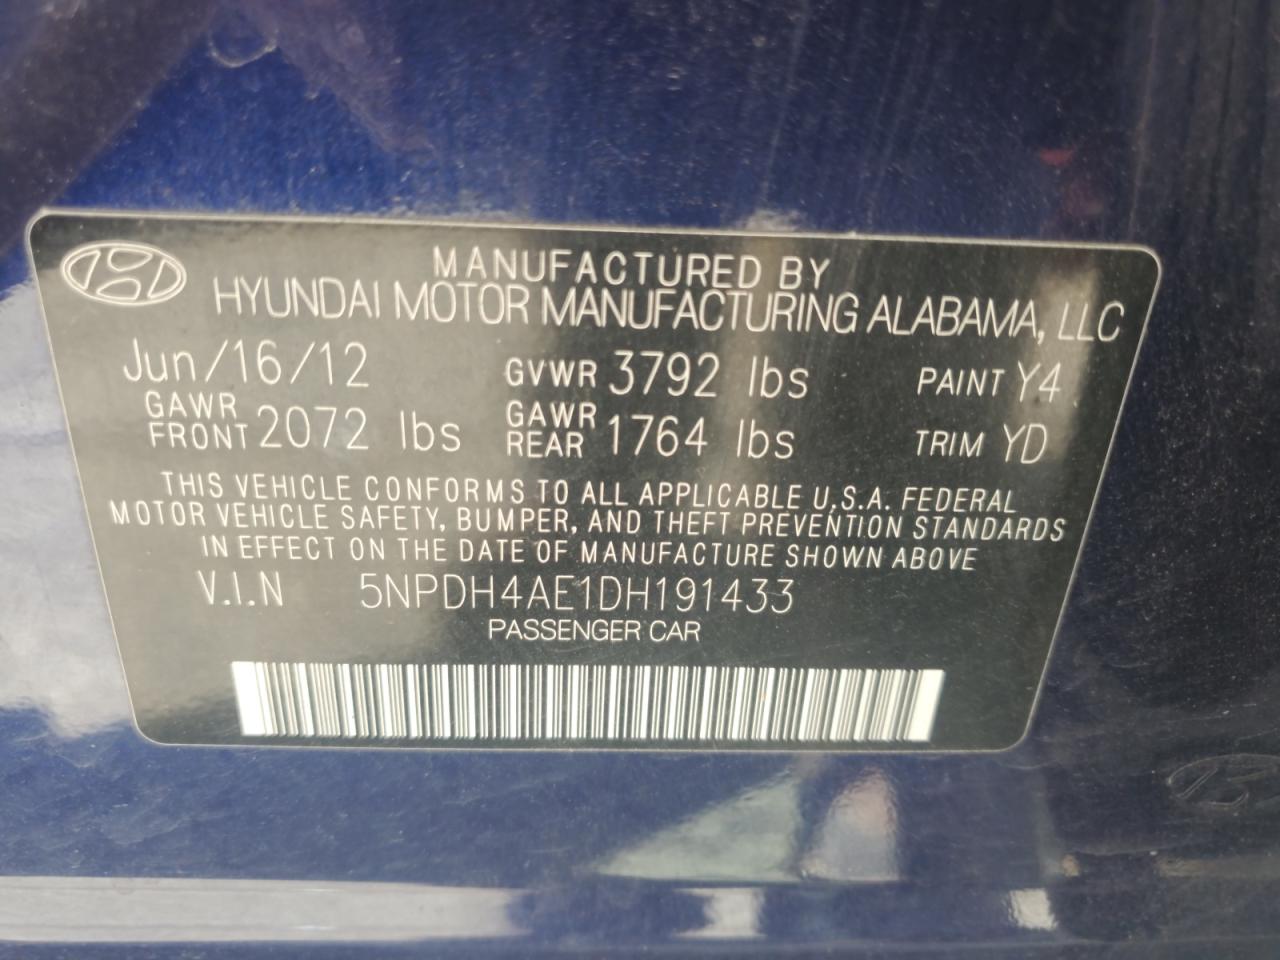 MANUFACTURED BY
HYUNDAI MOTOR MANUFACTURING ALABAMA, LLC
Jun/16/12 GVWR 3792 lbs PAINT Y4
GAWR FRONT 2072 lbs GAWR REAR 1764 lbs TRIM YD
THIS VEHICLE CONFORMS TO ALL APPLICABLE U.S.A. FEDERAL
MOTOR VEHICLE SAFETY, BUMPER, AND THEFT PREVENTION STANDARDS
IN EFFECT ON THE DATE OF MANUFACTURE SHOWN ABOVE
V.I.N 5NPDH4AE1DH191433
PASSENGER CAR